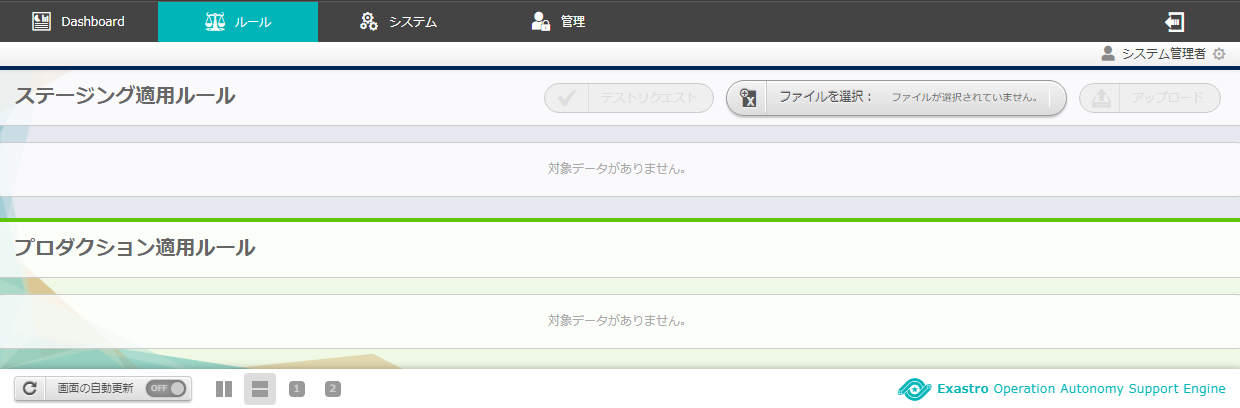 Dashboard ルール システム 管理
システム管理者
ステージング適用ルール テストリクエスト ファイルを選択： ファイルが選択されていません。 アップロード
対象データがありません。
プロダクション適用ルール
対象データがありません。
画面の自動更新 OFF 1 2 Exastro Operation Autonomy Support Engine